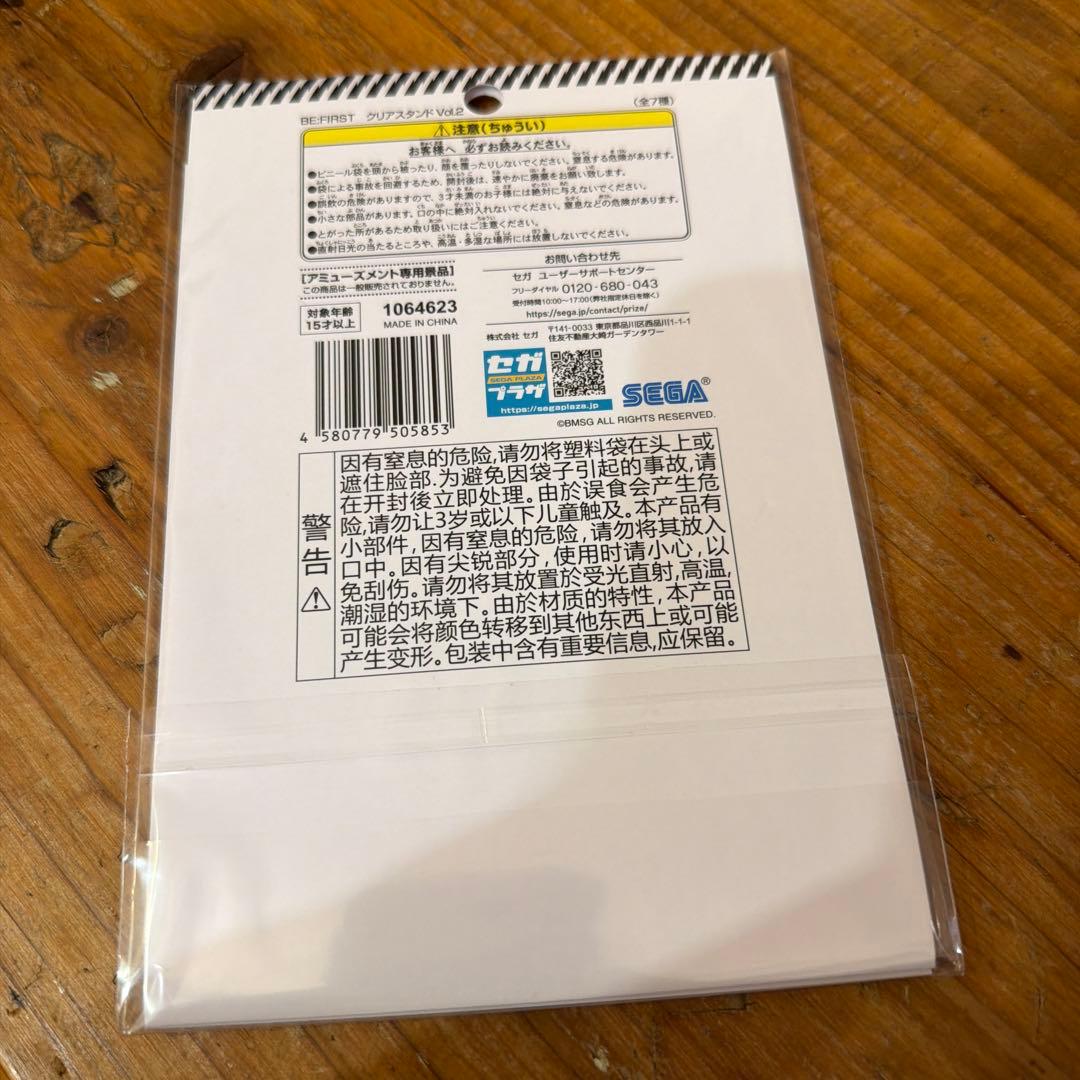 BE:FIRST クリアスタンド Vol.2
(全7種)
⚠注意(ちゅうい)
お客様へ 必ずお読みください。
●ビニール袋を頭から被ったり、顔を覆ったりしないでください。窒息する危険があります。
●袋による事故を回避するため、開封後は、速やかに廃棄をお願い致します。
●誤飲の危険がありますので、3才未満のお子様には絶対に与えないでください。
●小さな部品があります。口の中に絶対入れないでください。窒息などの危険があります。
●とがった所があるため取り扱いにはご注意ください。
●直射日光の当たるところや、高温・多湿な場所には放置しないでください。
[アミューズメント専用景品]
この商品は一般販売されておりません。
対象年齢
15才以上
1064623
MADE IN CHINA
4 580779 505853
お問い合わせ先
セガ ユーザーサポートセンター
フリーダイヤル 0120-680-043
受付時間10:00~17:00(弊社指定休日を除く)
https://sega.jp/contact/prize/
株式会社 セガ 〒141-0033 東京都品川区西品川1-1-1
住友不動産大崎ガーデンタワー
セガ
SEGA PLAZA
プラザ
https://segaplaza.jp
SEGA®
©BMSG ALL RIGHTS RESERVED.
警告⚠
因有窒息的危险,请勿将塑料袋在头上或
遮住脸部.为避免因袋子引起的事故,请
在开封後立即处理。由於误食会产生危
险,请勿让3岁或以下儿童触及。本产品有
小部件,因有窒息的危险,请勿将其放入
口中。因有尖锐部分,使用时请小心,以
免刮伤。请勿将其放置於受光直射,高温,
潮湿的环境下。由於材质的特性,本产品
可能会将颜色转移到其他东西上或可能
产生变形。包装中含有重要信息,应保留。